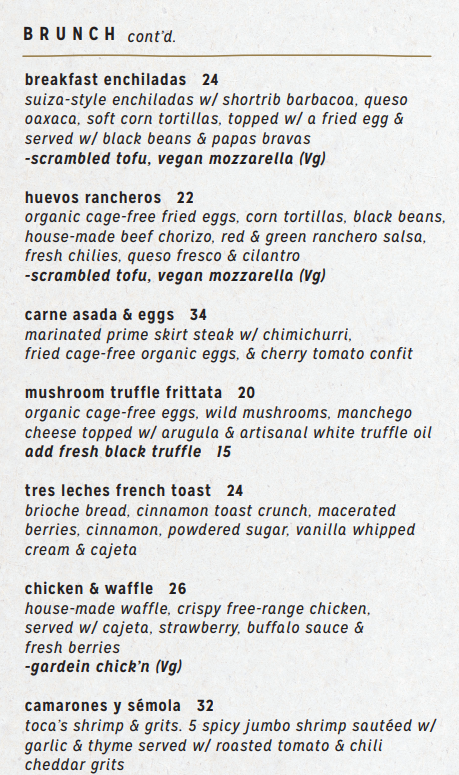 BRUNCH cont'd.
breakfast enchiladas 24
suiza-style enchiladas w/ shortrib barbacoa, queso
oaxaca, soft corn tortillas, topped w/ a fried egg &
served w/ black beans & papas bravas
-scrambled tofu, vegan mozzarella (Vg)
huevos rancheros 22
organic cage-free fried eggs, corn tortillas, black beans,
house-made beef chorizo, red & green ranchero salsa,
fresh chilies, queso fresco & cilantro
-scrambled tofu, vegan mozzarella (Vg)
carne asada & eggs 34
marinated prime skirt steak w/ chimichurri,
fried cage-free organic eggs, & cherry tomato confit
mushroom truffle frittata 20
organic cage-free eggs, wild mushrooms, manchego
cheese topped w/ arugula & artisanal white truffle oil
add fresh black truffle 15
tres leches french toast 24
brioche bread, cinnamon toast crunch, macerated
berries, cinnamon, powdered sugar, vanilla whipped
cream & cajeta
chicken & waffle 26
house-made waffle, crispy free-range chicken,
served w/ cajeta, strawberry, buffalo sauce &
fresh berries
-gardein chick'n (Vg)
camarones y sémola 32
toca's shrimp & grits. 5 spicy jumbo shrimp sautéed w/
garlic & thyme served w/ roasted tomato & chili
cheddar grits